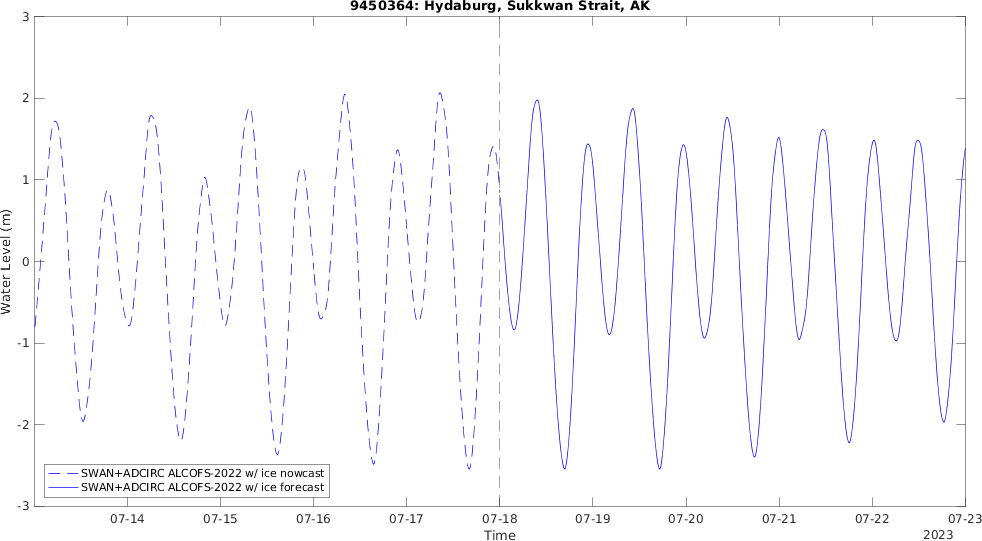 9450364: Hydaburg, Sukkwan Strait, AK
3
2
1
0
-1
-2
-3
Water Level (m)
SWAN+ADCIRC ALCOFS-2022 w/ ice nowcast
SWAN+ADCIRC ALCOFS-2022 w/ ice forecast
07-14 07-15 07-16 07-17 07-18 07-19 07-20 07-21 07-22 07-23
Time
2023